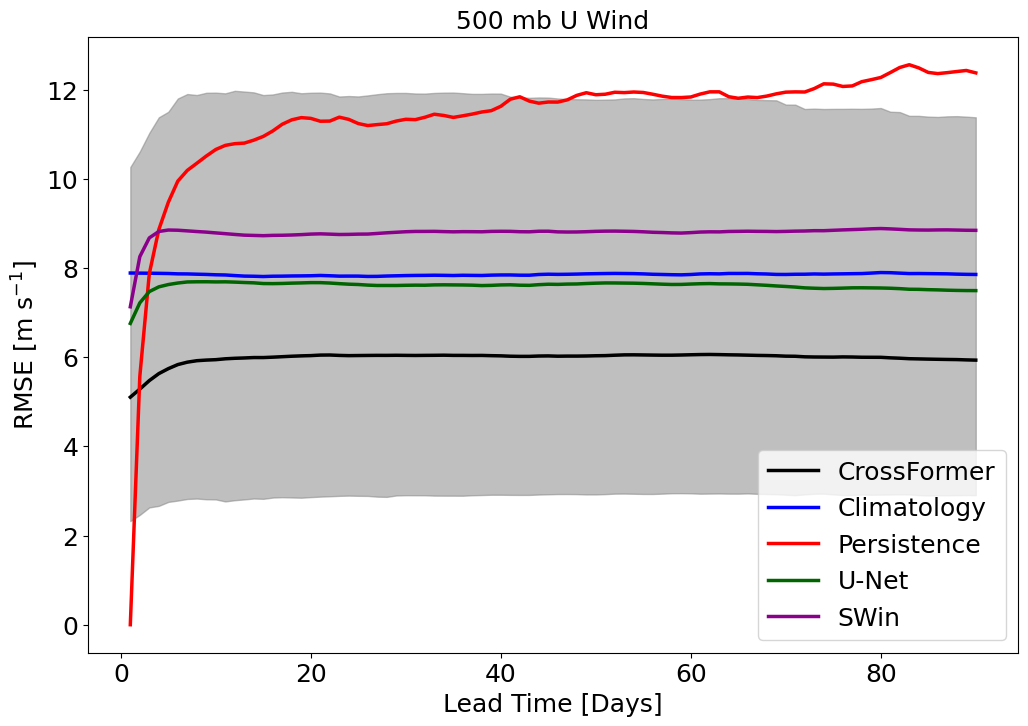 500 mb U Wind
RMSE [m s⁻¹]
12
10
8
6
4
2
0
0 20 40 60 80
Lead Time [Days]
CrossFormer
Climatology
Persistence
U-Net
SWin